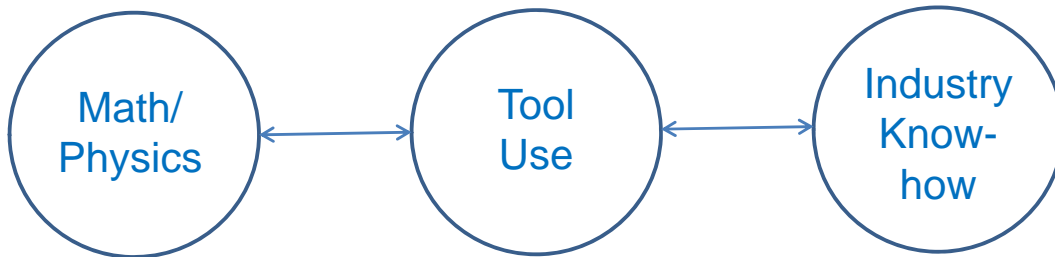 Math/
Physics
Tool
Use
Industry
Know-
how